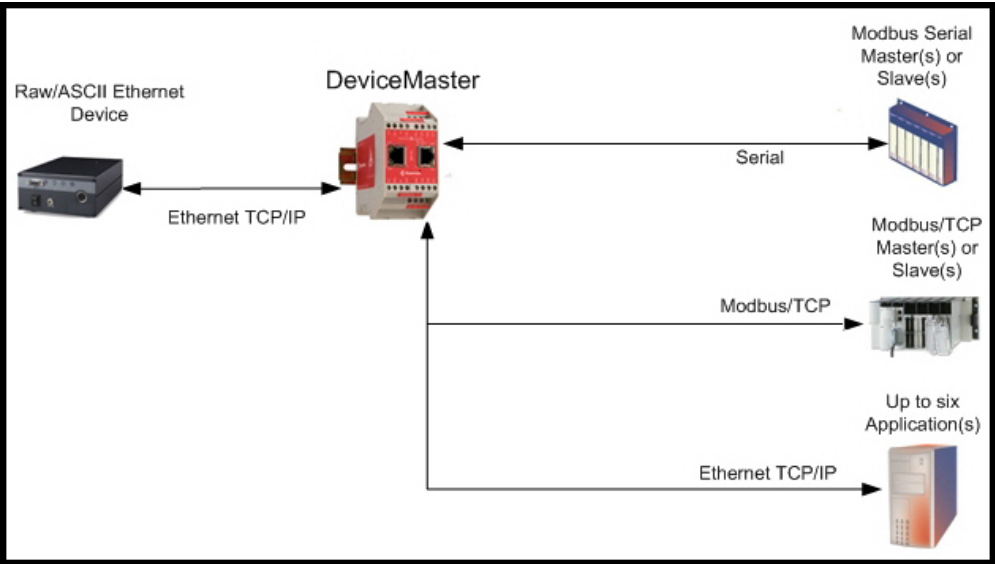 Raw/ASCII Ethernet
Device
Ethernet TCP/IP
DeviceMaster
Serial
Modbus Serial
Master(s) or
Slave(s)
Modbus/TCP
Modbus/TCP
Master(s) or
Slave(s)
Ethernet TCP/IP
Up to six
Application(s)